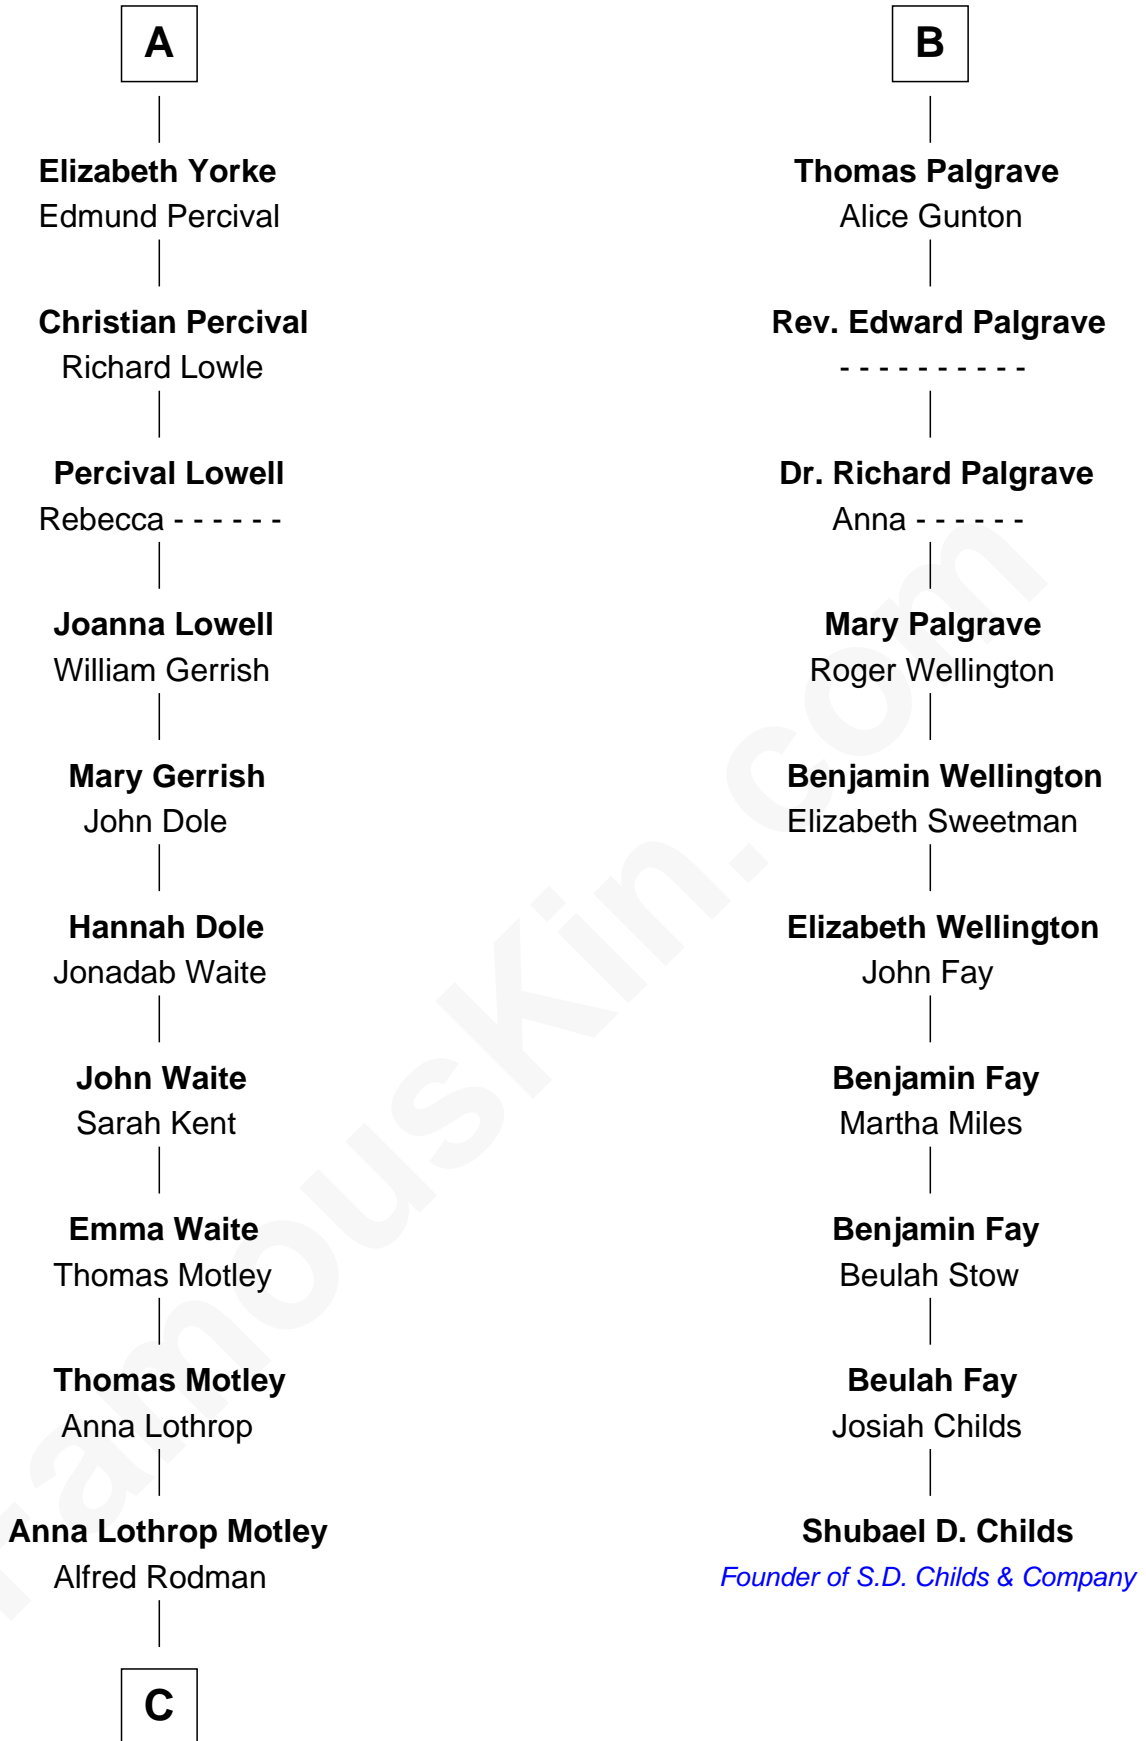 A
Elizabeth Yorke
Edmund Percival
Christian Percival
Richard Lowle
Percival Lowell
Rebecca - - - - - -
Joanna Lowell
William Gerrish
Mary Gerrish
John Dole
Hannah Dole
Jonadab Waite
John Waite
Sarah Kent
Emma Waite
Thomas Motley
Thomas Motley
Anna Lothrop
Anna Lothrop Motley
Alfred Rodman
C
B
Thomas Palgrave
Alice Gunton
Rev. Edward Palgrave
- - - - - - - - - -
Dr. Richard Palgrave
Anna - - - - - -
Mary Palgrave
Roger Wellington
Benjamin Wellington
Elizabeth Sweetman
Elizabeth Wellington
John Fay
Benjamin Fay
Martha Miles
Benjamin Fay
Beulah Stow
Beulah Fay
Josiah Childs
Shubael D. Childs
Founder of S.D. Childs & Company
FamousKin.com